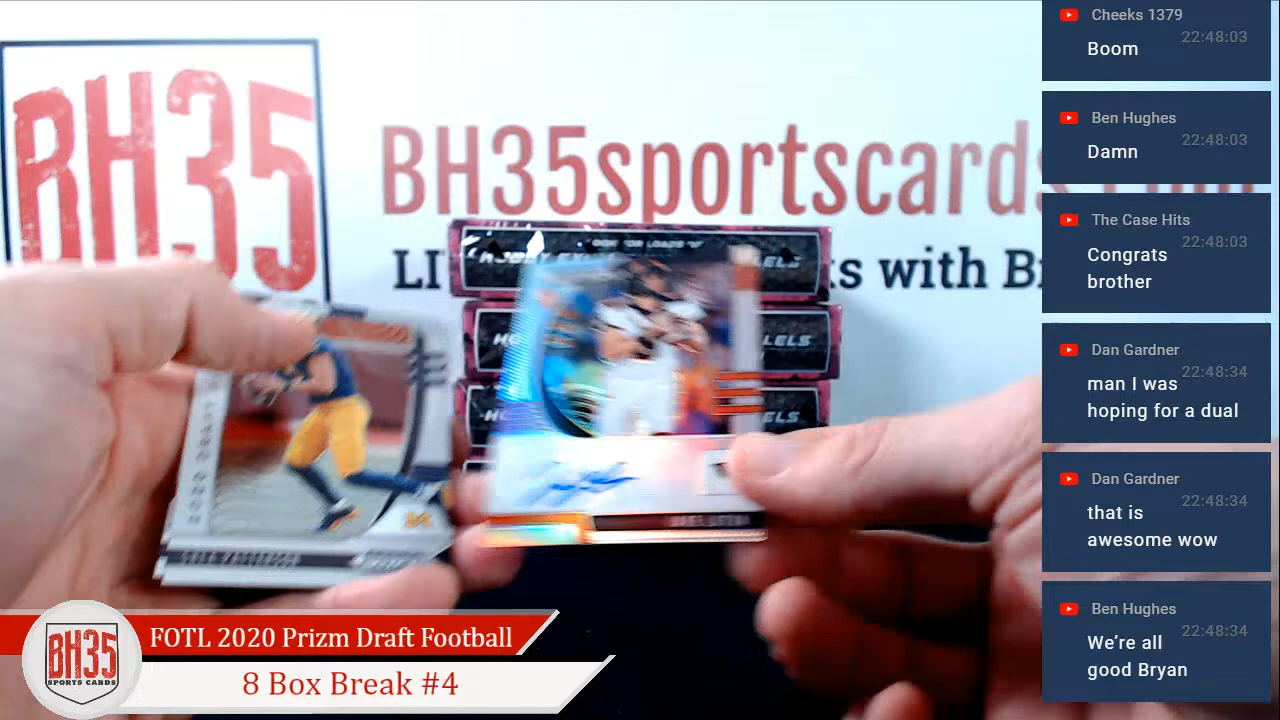 BH35
BH35sportscards
LI
ks with B
BH35
SPORTS CARDS
FOTL 2020 Prizm Draft Football
8 Box Break #4
Cheeks 1379
22:48:03
Boom
Ben Hughes
22:48:03
Damn
The Case Hits
22:48:03
Congrats
brother
Dan Gardner
22:48:34
man I was
hoping for a dual
Dan Gardner
22:48:34
that is
awesome wow
Ben Hughes
22:48:34
We're all
good Bryan